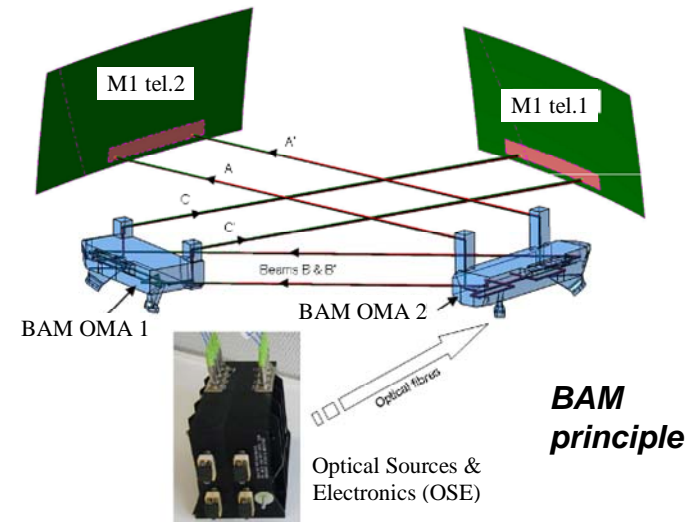 M1 tel.2
M1 tel.1
A'
A
C
C'
Beams B & B'
BAM OMA 1
BAM OMA 2
Optical fibres
BAM
principle
Optical Sources &
Electronics (OSE)